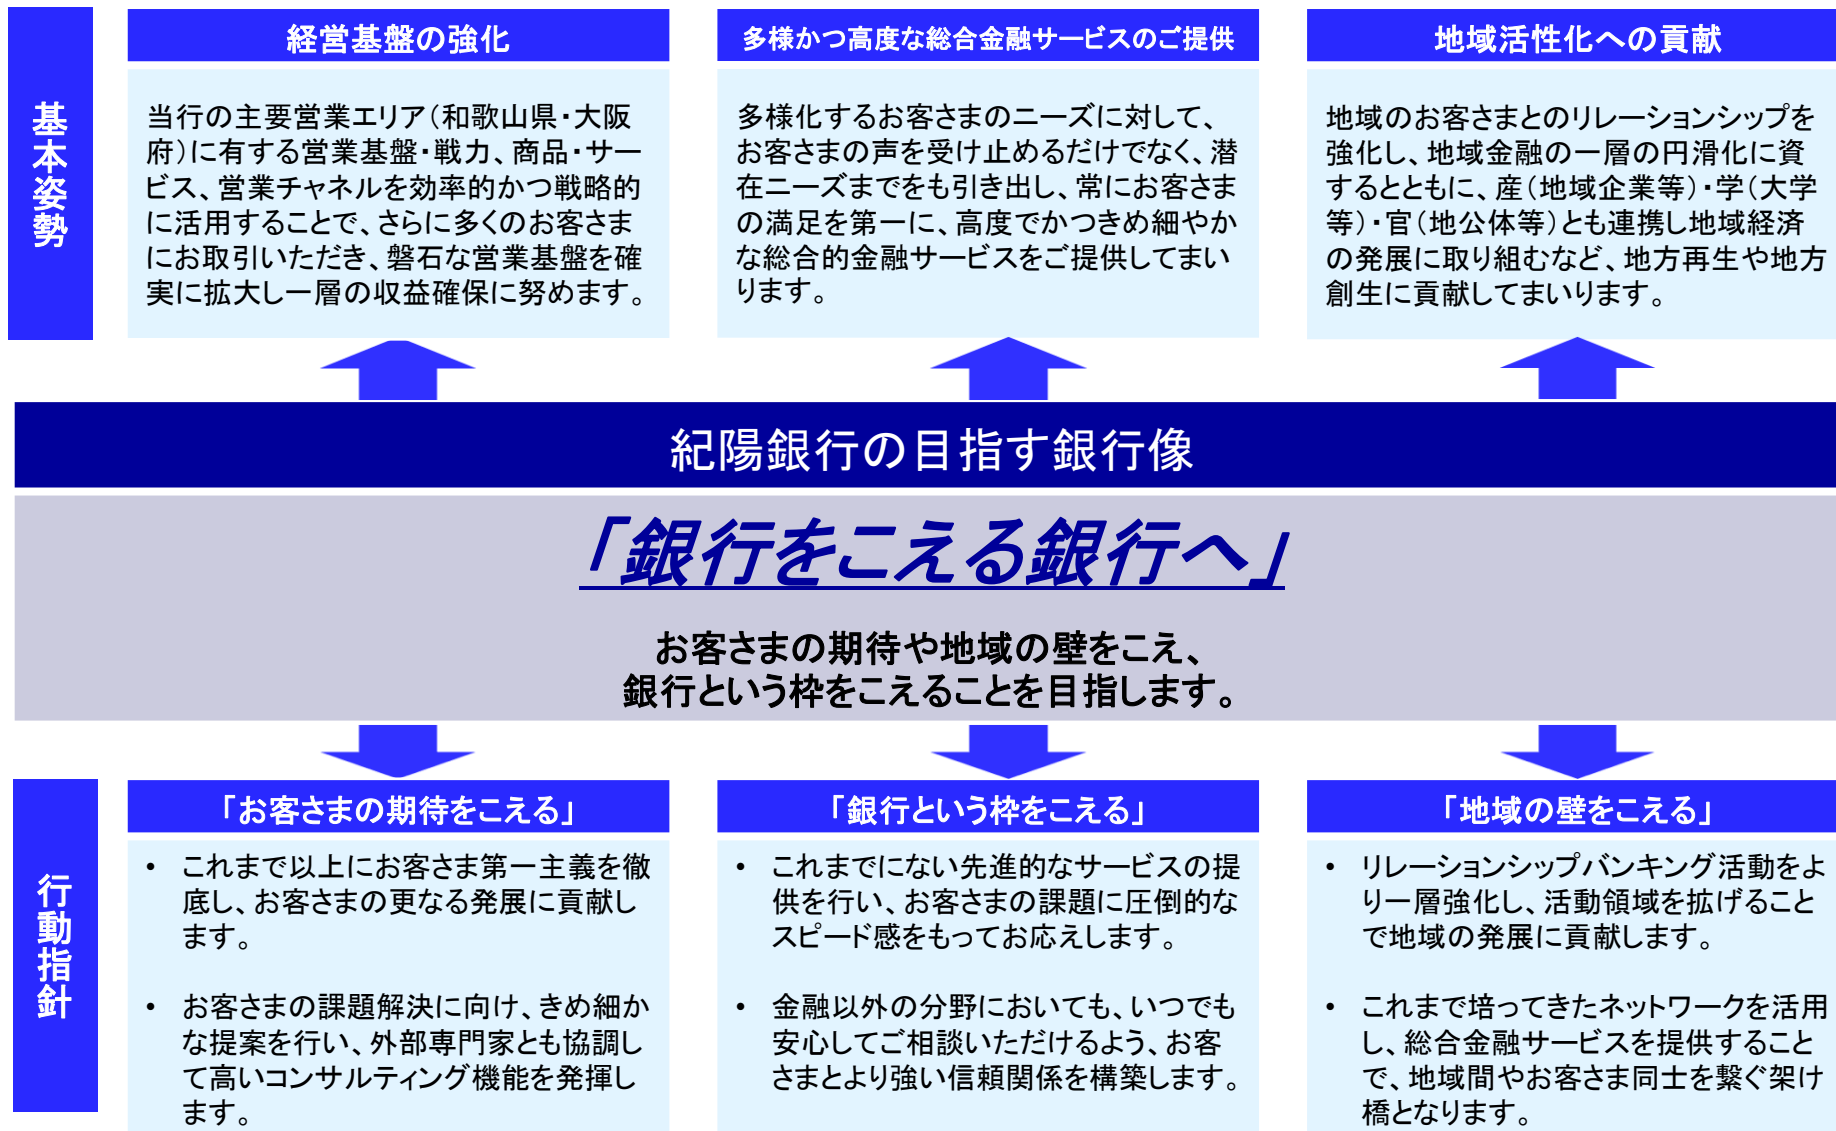 基本姿勢
経営基盤の強化
当行の主要営業エリア（和歌山県・大阪
府）に有する営業基盤・戦力、商品・サー
ビス、営業チャネルを効率的かつ戦略的
に活用することで、さらに多くのお客さま
にお取引いただき、磐石な営業基盤を確
実に拡大し一層の収益確保に努めます。
多様かつ高度な総合金融サービスのご提供
多様化するお客さまのニーズに対して、
お客さまの声を受け止めるだけでなく、潜
在ニーズまでをも引き出し、常にお客さま
の満足を第一に、高度でかつきめ細やか
な総合的金融サービスをご提供してまい
ります。
地域活性化への貢献
地域のお客さまとのリレーションシップを
強化し、地域金融の一層の円滑化に資
するとともに、産（地域企業等）・学（大学
等）・官（地公体等）とも連携し地域経済
の発展に取り組むなど、地方再生や地方
創生に貢献してまいります。
紀陽銀行の目指す銀行像
「銀行をこえる銀行へ」
お客さまの期待や地域の壁をこえ、
銀行という枠をこえることを目指します。
行動指針
「お客さまの期待をこえる」
• これまで以上にお客さま第一主義を徹
底し、お客さまの更なる発展に貢献し
ます。
• お客さまの課題解決に向け、きめ細か
な提案を行い、外部専門家とも協調し
て高いコンサルティング機能を発揮し
ます。
「銀行という枠をこえる」
• これまでにない先進的なサービスの提
供を行い、お客さまの課題に圧倒的な
スピード感をもってお応えします。
• 金融以外の分野においても、いつでも
安心してご相談いただけるよう、お客
さまとより強い信頼関係を構築します。
「地域の壁をこえる」
• リレーションシップバンキング活動をよ
り一層強化し、活動領域を拡げること
で地域の発展に貢献します。
• これまで培ってきたネットワークを活用
し、総合金融サービスを提供すること
で、地域間やお客さま同士を繋ぐ架け
橋となります。